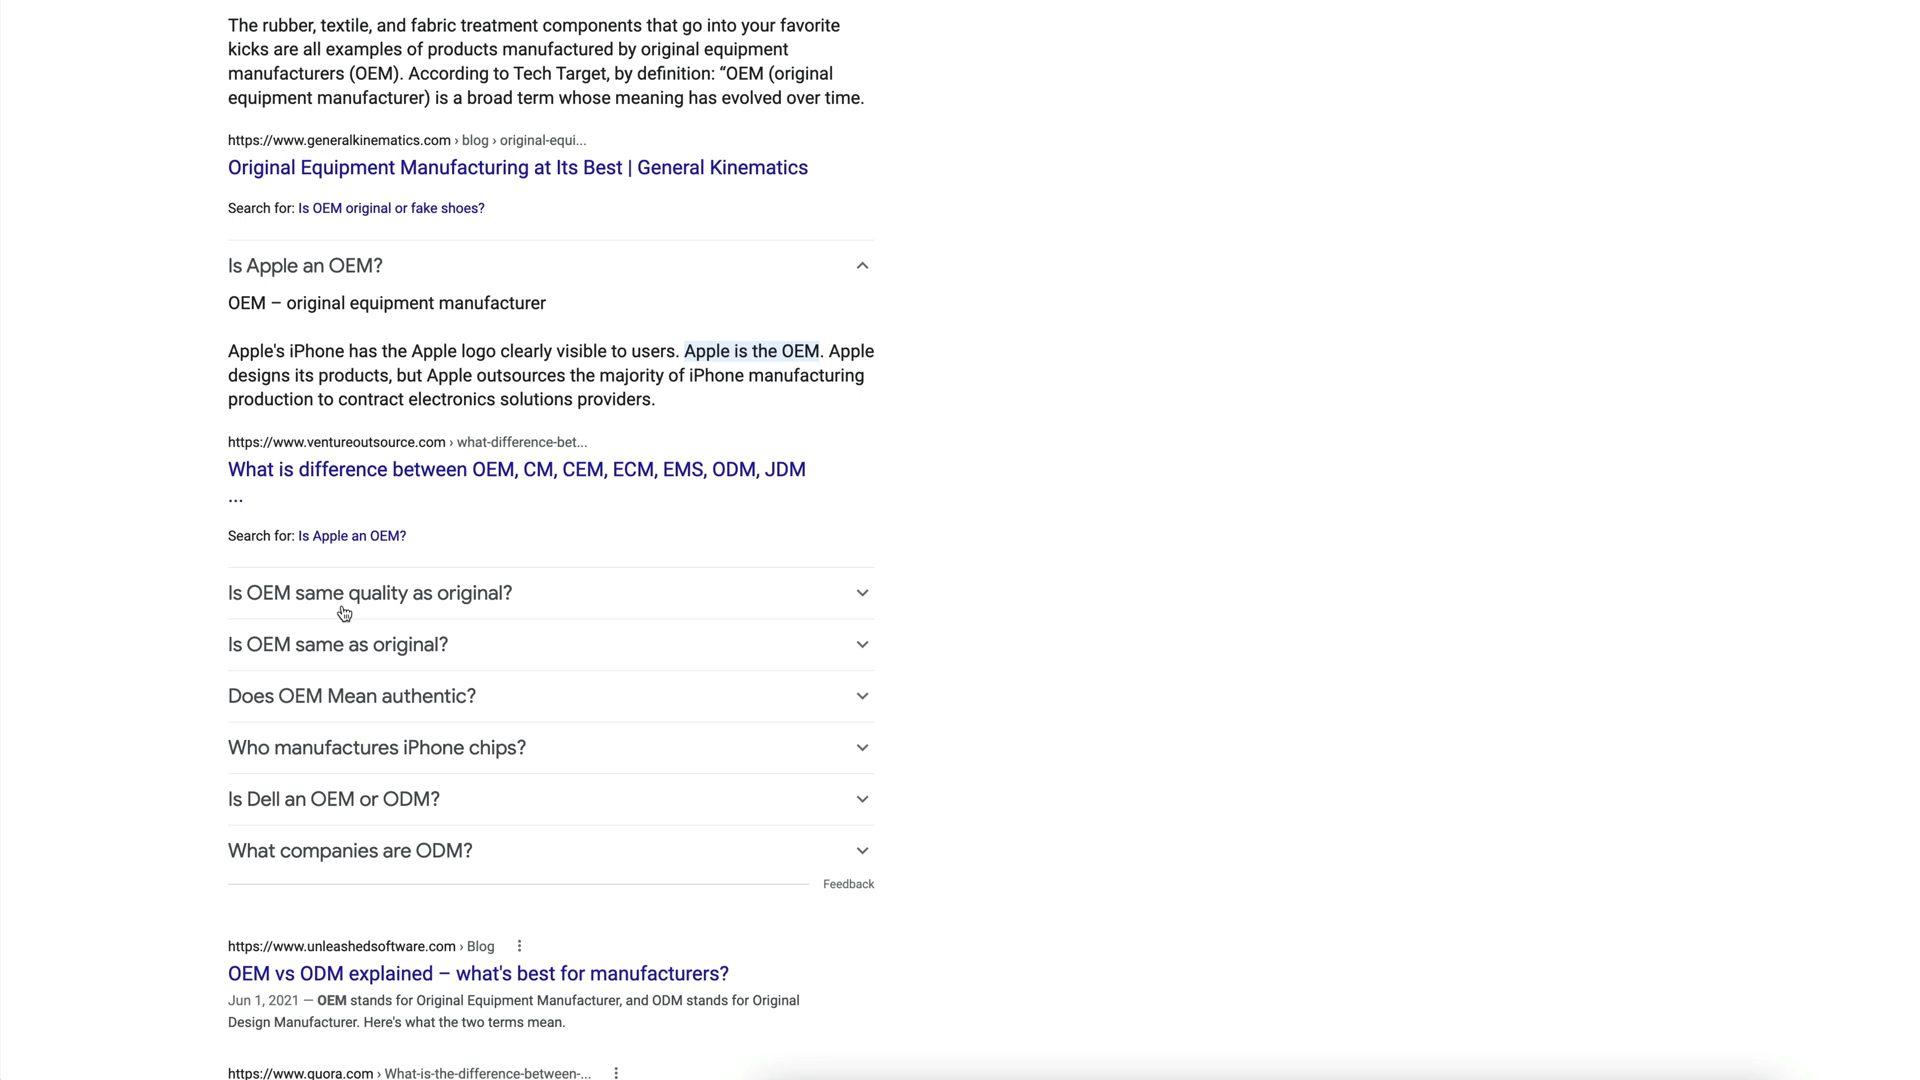 The rubber, textile, and fabric treatment components that go into your favorite
kicks are all examples of products manufactured by original equipment
manufacturers (OEM). According to Tech Target, by definition: “OEM (original
equipment manufacturer) is a broad term whose meaning has evolved over time.
https://www.generalkinematics.com › blog › original-equi...
Original Equipment Manufacturing at Its Best | General Kinematics
Search for: Is OEM original or fake shoes?
Is Apple an OEM?
OEM – original equipment manufacturer
Apple's iPhone has the Apple logo clearly visible to users. Apple is the OEM. Apple
designs its products, but Apple outsources the majority of iPhone manufacturing
production to contract electronics solutions providers.
https://www.ventureoutsource.com › what-difference-bet...
What is difference between OEM, CM, CEM, ECM, EMS, ODM, JDM
...
Search for: Is Apple an OEM?
Is OEM same quality as original?
Is OEM same as original?
Does OEM Mean authentic?
Who manufactures iPhone chips?
Is Dell an OEM or ODM?
What companies are ODM?
Feedback
https://www.unleashedsoftware.com › Blog
OEM vs ODM explained – what's best for manufacturers?
Jun 1, 2021 — OEM stands for Original Equipment Manufacturer, and ODM stands for Original
Design Manufacturer. Here's what the two terms mean.
https://www.quora.com › What-is-the-difference-between-...